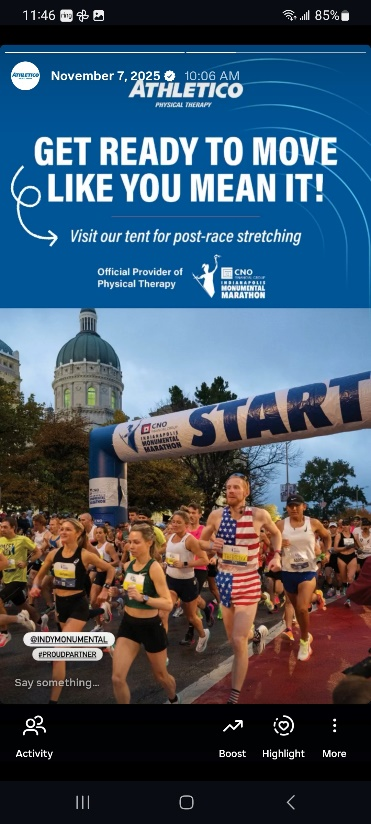 11:46
ring
85%
ATHLETICO
November 7, 2025 10:06 AM
ATHLETICO
PHYSICAL THERAPY
GET READY TO MOVE
LIKE YOU MEAN IT!
Visit our tent for post-race stretching
Official Provider of
Physical Therapy
CNO
INDIANAPOLIS
MONUMENTAL
MARATHON
START
CNO
INDIANAPOLIS
MONUMENTAL
MARATHON
@INDYMONUMENTAL
#PROUDPARTNER
Say something...
Activity
Boost
Highlight
More